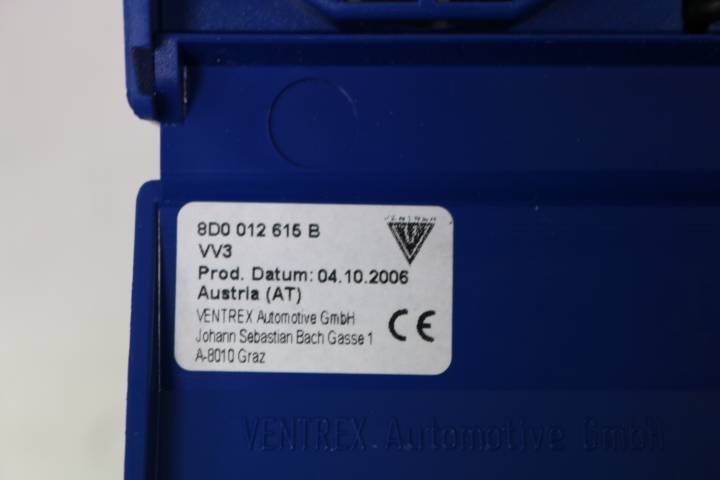 8D0 012 615 B
VENTREX
VV3
Prod. Datum: 04.10.2006
Austria (AT)
VENTREX Automotive GmbH
Johann Sebastian Bach Gasse 1
A-8010 Graz
CE
VENTREX Automotive GmbH